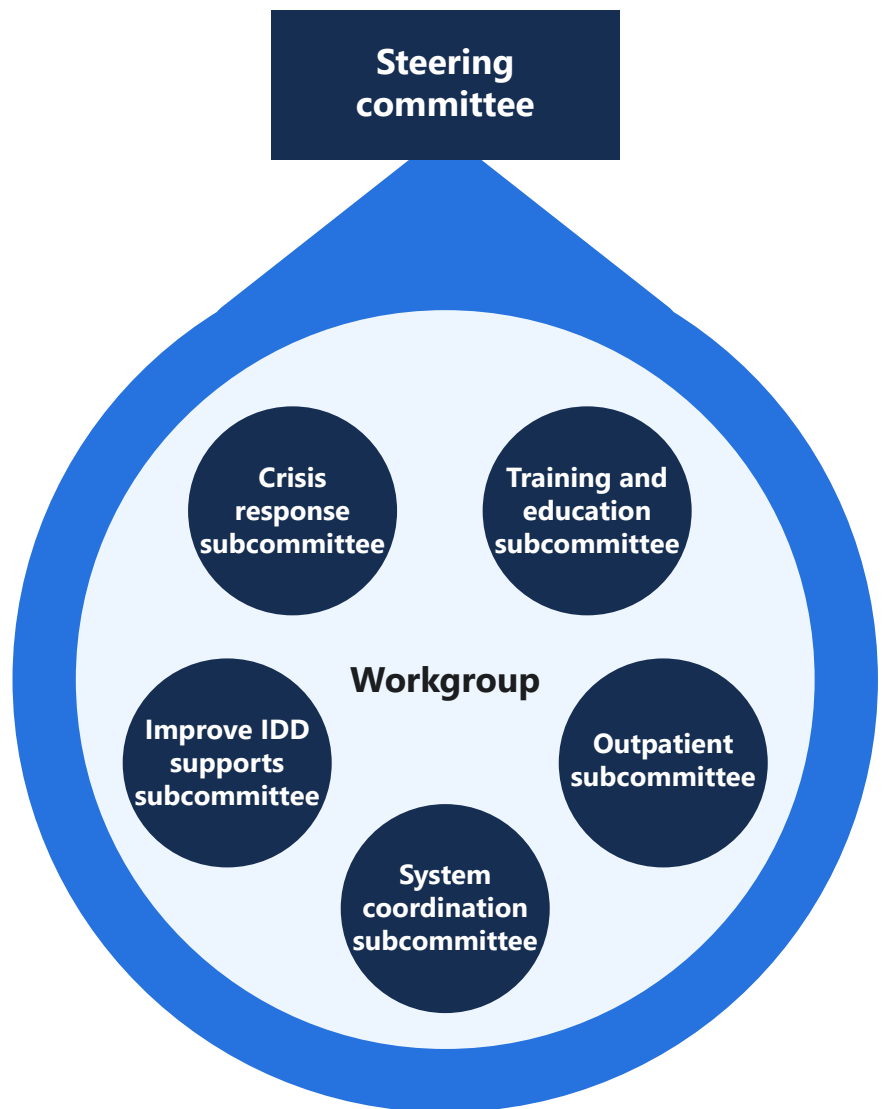 Steering
committee
Crisis
response
subcommittee
Training and
education
subcommittee
Workgroup
Improve IDD
supports
subcommittee
Outpatient
subcommittee
System
coordination
subcommittee